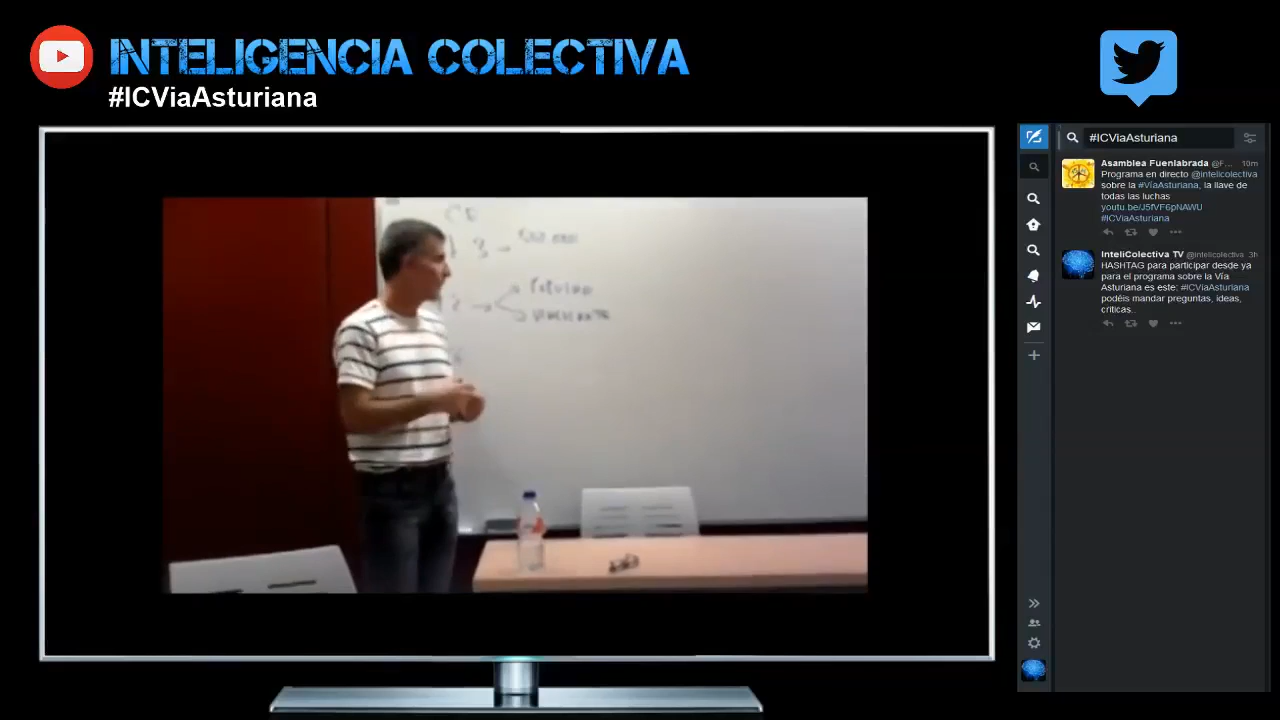 INTELIGENCIA COLECTIVA
#ICViaAsturiana
#ICViaAsturiana
Asamblea Fuenlabrada @F... 19m
Programa en directo @intelicolectiva
sobre la #VíaAsturiana, la llave de
todas las luchas
youtu.be/J5fVF6pNAWU
#ICViaAsturiana
InteliColectiva TV @intelicolectiva 3h
HASHTAG para participar desde ya
para el programa sobre la Vía
Asturiana es este: #ICViaAsturiana
podéis mandar preguntas, ideas,
críticas..